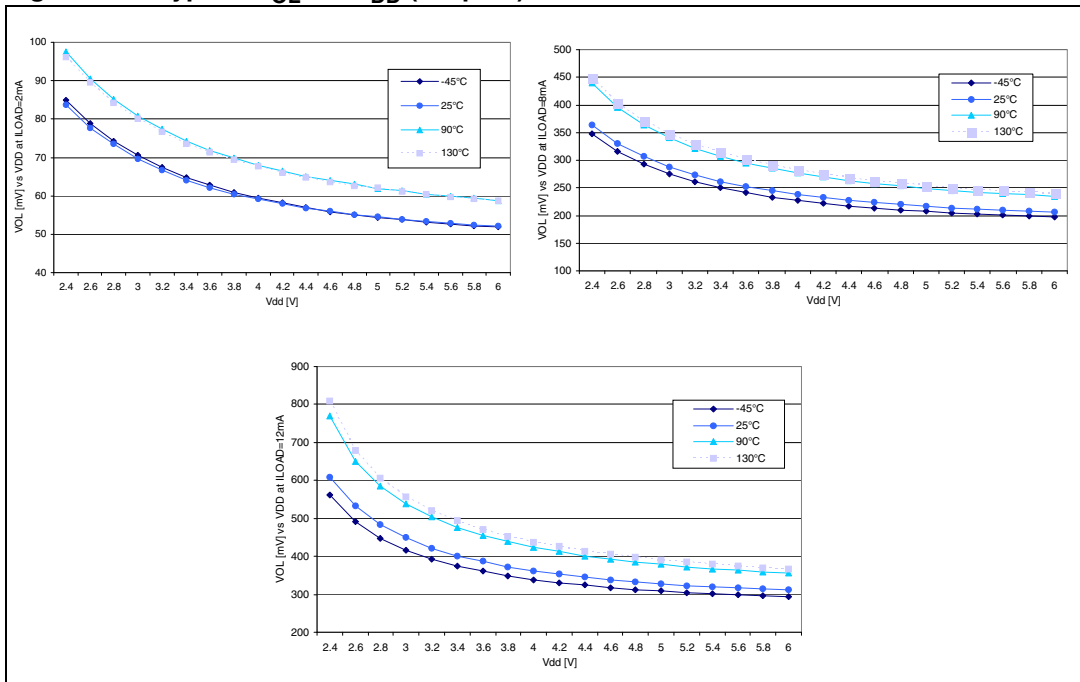 VOL [mV] vs VDD at ILOAD=2mA
100
90
80
70
60
50
40
2.4 2.6 2.8 3 3.2 3.4 3.6 3.8 4 4.2 4.4 4.6 4.8 5 5.2 5.4 5.6 5.8 6
Vdd [V]
-45°C
25°C
90°C
130°C
VOL [mV] vs VDD at ILOAD=8mA
500
450
400
350
300
250
200
150
100
2.4 2.6 2.8 3 3.2 3.4 3.6 3.8 4 4.2 4.4 4.6 4.8 5 5.2 5.4 5.6 5.8 6
Vdd [V]
-45°C
25°C
90°C
130°C
VOL [mV] vs VDD at ILOAD=12mA
900
800
700
600
500
400
300
200
2.4 2.6 2.8 3 3.2 3.4 3.6 3.8 4 4.2 4.4 4.6 4.8 5 5.2 5.4 5.6 5.8 6
Vdd [V]
-45°C
25°C
90°C
130°C